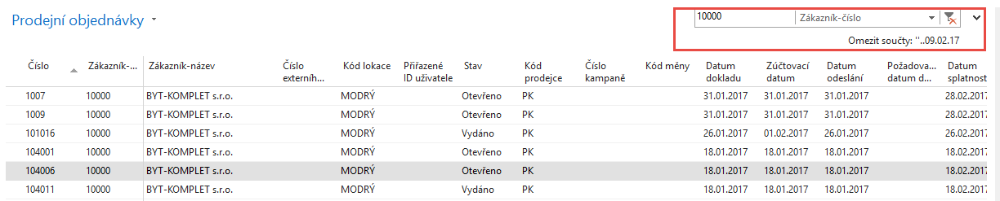 Prodejní objednávky
10000 Zákazník-číslo
Omezit součty: ''..09.02.17
Číslo Zákazník-... Zákazník-název Číslo externíh... Kód lokace Přiřazené ID uživatele Stav Kód prodejce Číslo kampaně Kód měny Datum dokladu Zúčtovací datum Datum odeslání Požadova... datum d... Datum splatnost
1007 10000 BYT-KOMPLET s.r.o. MODRÝ Otevřeno PK 31.01.2017 31.01.2017 31.01.2017 28.02.2017
1009 10000 BYT-KOMPLET s.r.o. MODRÝ Otevřeno PK 31.01.2017 31.01.2017 31.01.2017 28.02.2017
101016 10000 BYT-KOMPLET s.r.o. MODRÝ Vydáno PK 26.01.2017 01.02.2017 26.01.2017 26.02.2017
104001 10000 BYT-KOMPLET s.r.o. MODRÝ Otevřeno PK 18.01.2017 18.01.2017 18.01.2017 18.02.2017
104006 10000 BYT-KOMPLET s.r.o. MODRÝ Otevřeno PK 18.01.2017 18.01.2017 18.01.2017 18.02.2017
104011 10000 BYT-KOMPLET s.r.o. MODRÝ Vydáno PK 18.01.2017 18.01.2017 18.01.2017 18.02.2017